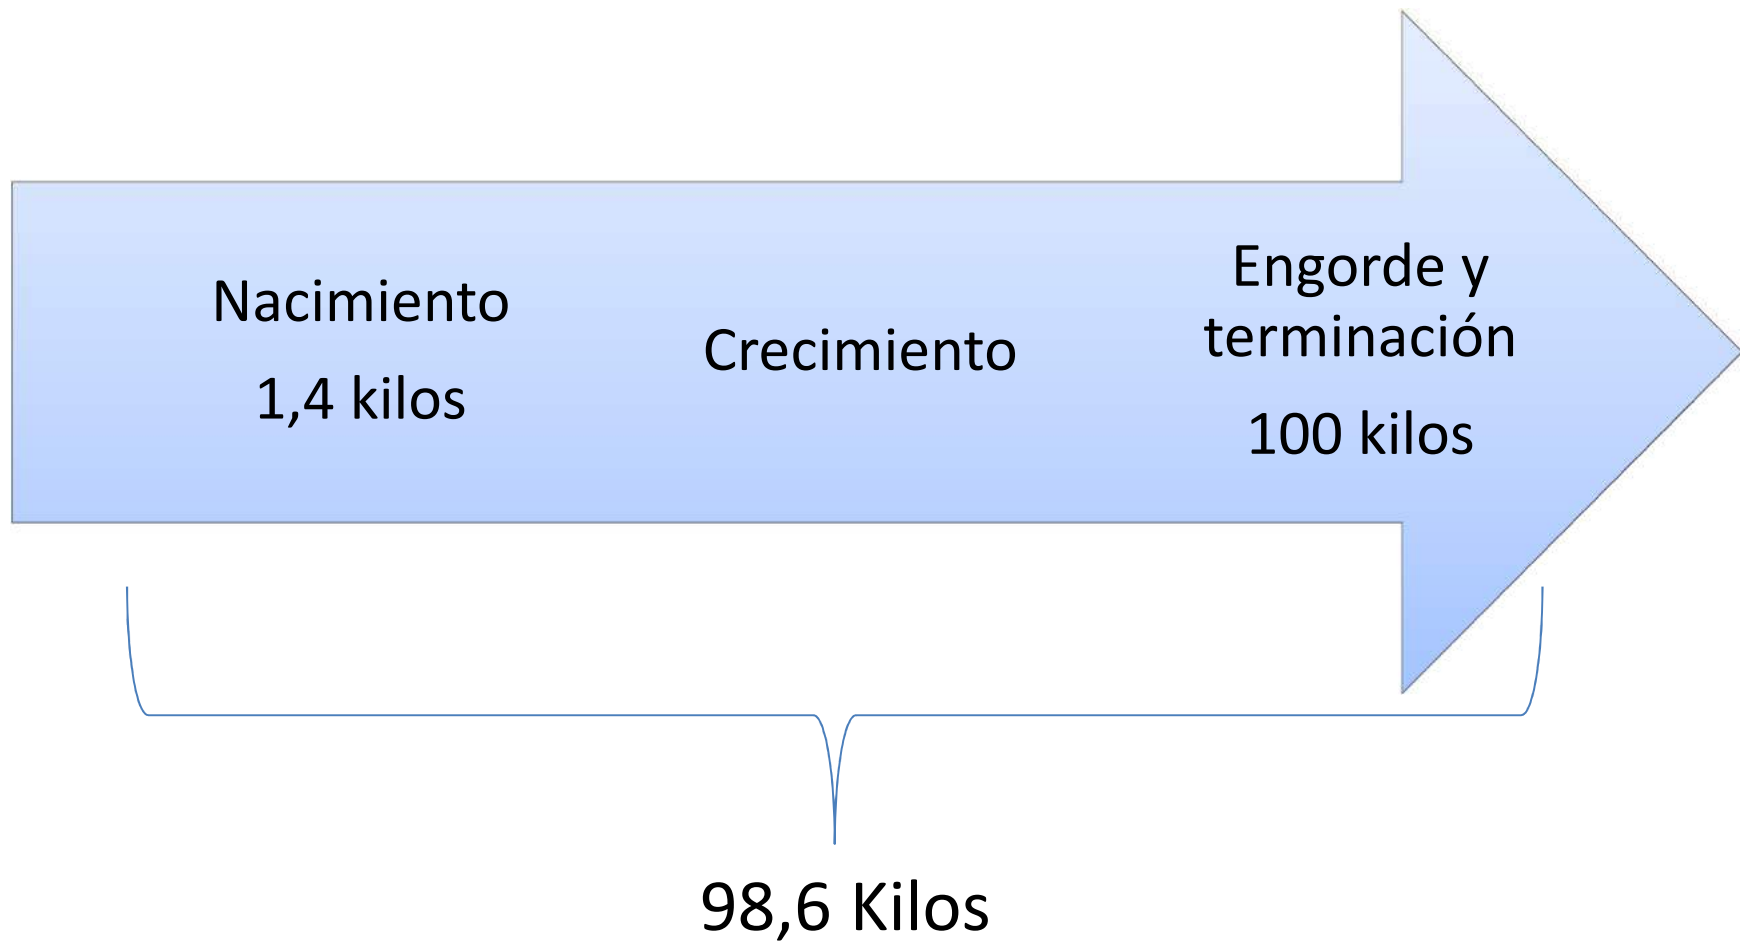 Nacimiento
1,4 kilos
Crecimiento
Engorde y
terminación
100 kilos
98,6 Kilos